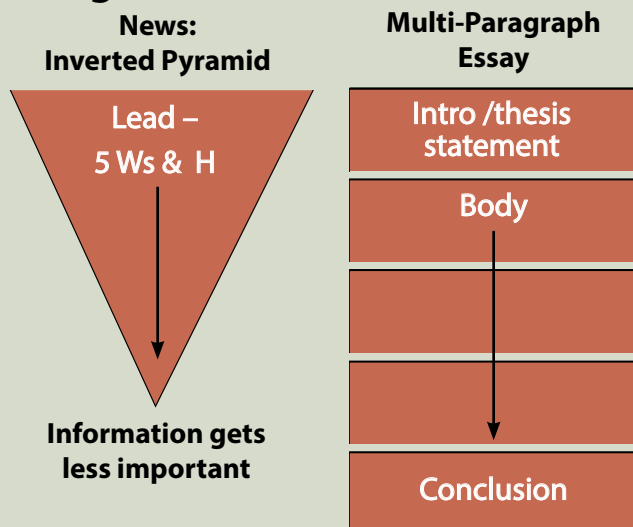 News:
Inverted Pyramid
Lead –
5 Ws & H
Information gets
less important
Multi-Paragraph
Essay
Intro /thesis
statement
Body
Conclusion